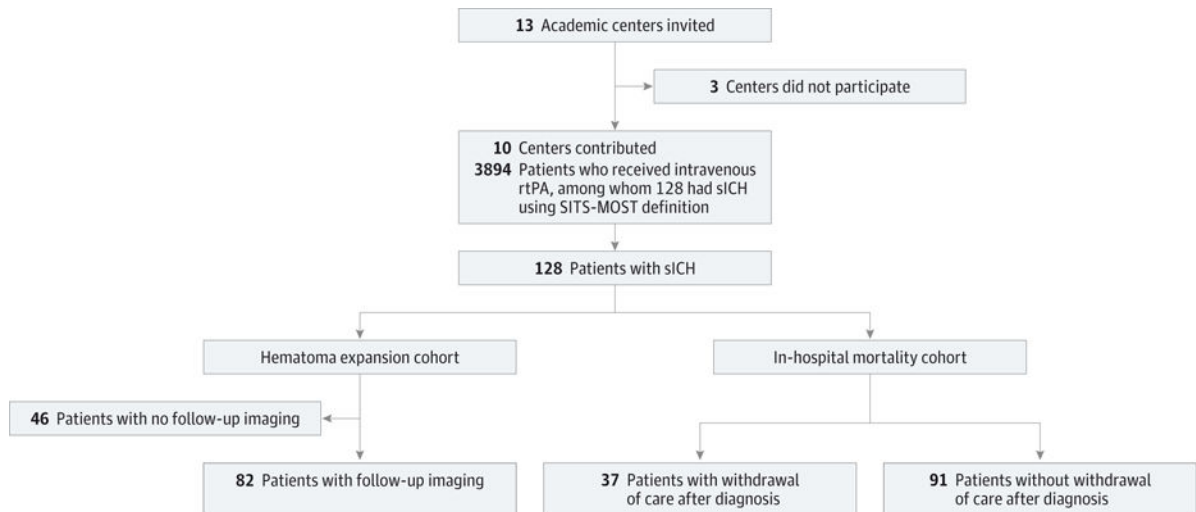 13 Academic centers invited
3 Centers did not participate
10 Centers contributed
3894 Patients who received intravenous
rtPA, among whom 128 had sICH
using SITS-MOST definition
128 Patients with sICH
Hematoma expansion cohort
In-hospital mortality cohort
46 Patients with no follow-up imaging
82 Patients with follow-up imaging
37 Patients with withdrawal
of care after diagnosis
91 Patients without withdrawal
of care after diagnosis